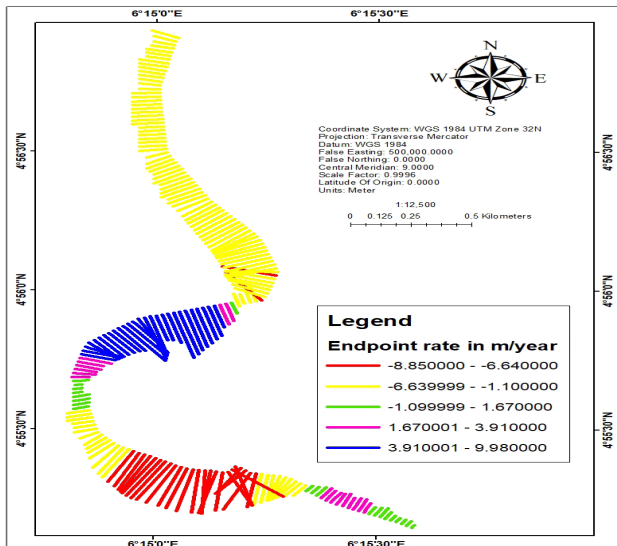 6°15'0"E 6°15'30"E
N
W E
S
Coordinate System: WGS 1984 UTM Zone 32N
Projection: Transverse Mercator
Datum: WGS 1984
False Easting: 500,000.0000
False Northing: 0.0000
Central Meridian: 9.0000
Scale Factor: 0.9996
Latitude Of Origin: 0.0000
Units: Meter
1:12,500
0 0.125 0.25 0.5 Kilometers
4°56'30"N 4°56'30"N
4°56'0"N 4°56'0"N
Legend
Endpoint rate in m/year
-8.850000 - -6.640000
-6.639999 - -1.100000
-1.099999 - 1.670000
1.670001 - 3.910000
3.910001 - 9.980000
4°55'30"N 4°55'30"N
6°15'0"E 6°15'30"E